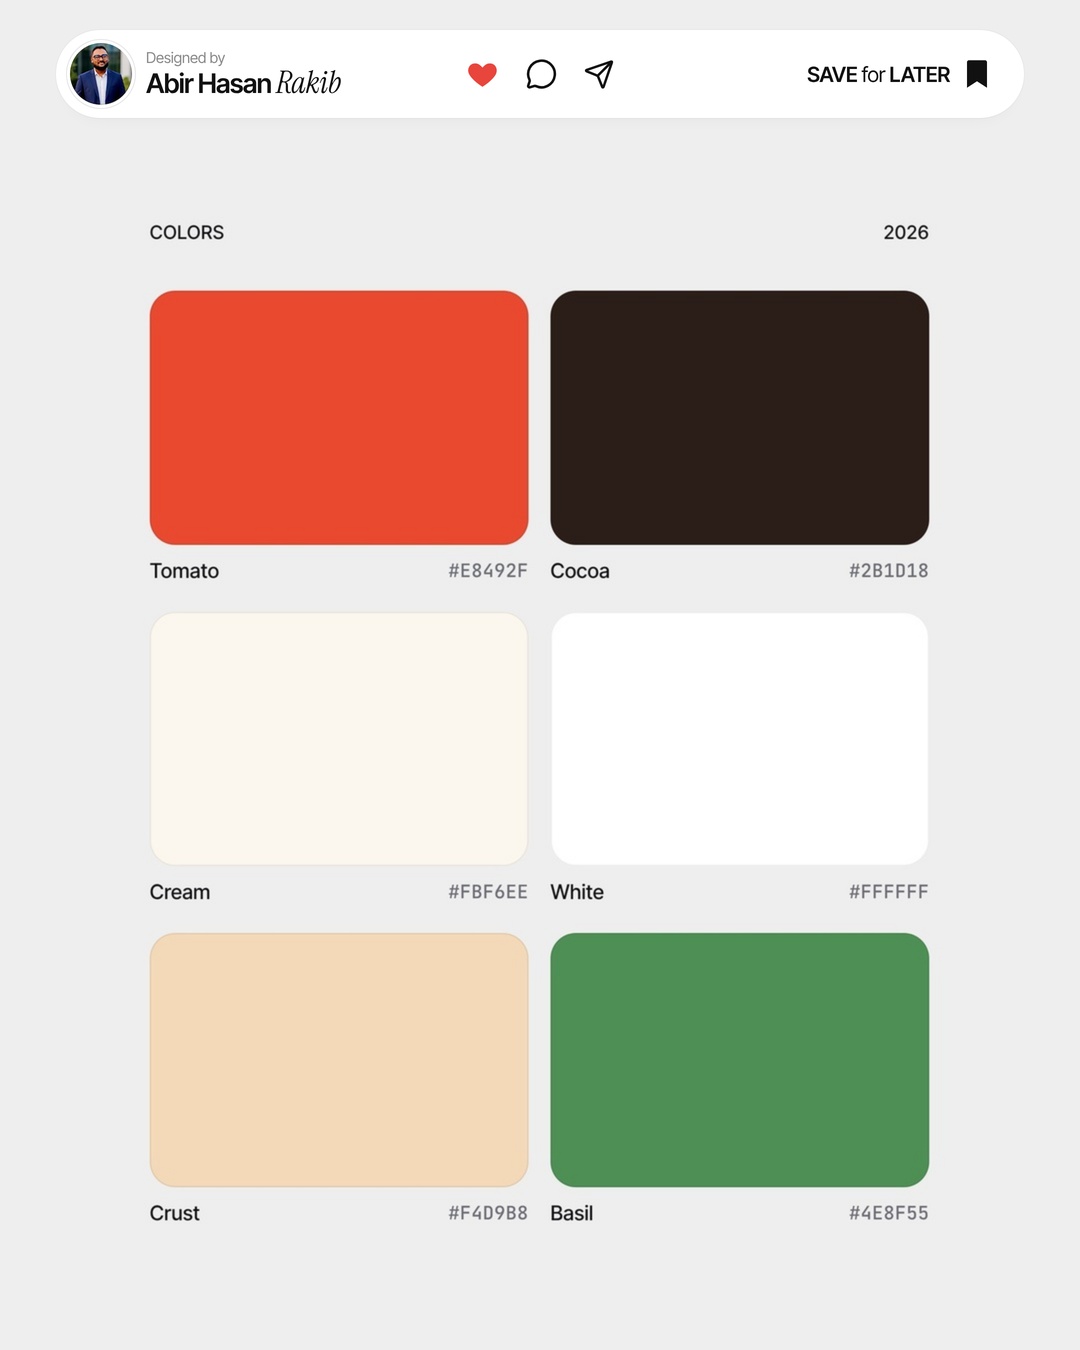 Designed by
Abir Hasan Rakib
SAVE for LATER
COLORS 2026
Tomato #E8492F Cocoa #2B1D18
Cream #FBF6EE White #FFFFFF
Crust #F4D9B8 Basil #4E8F55